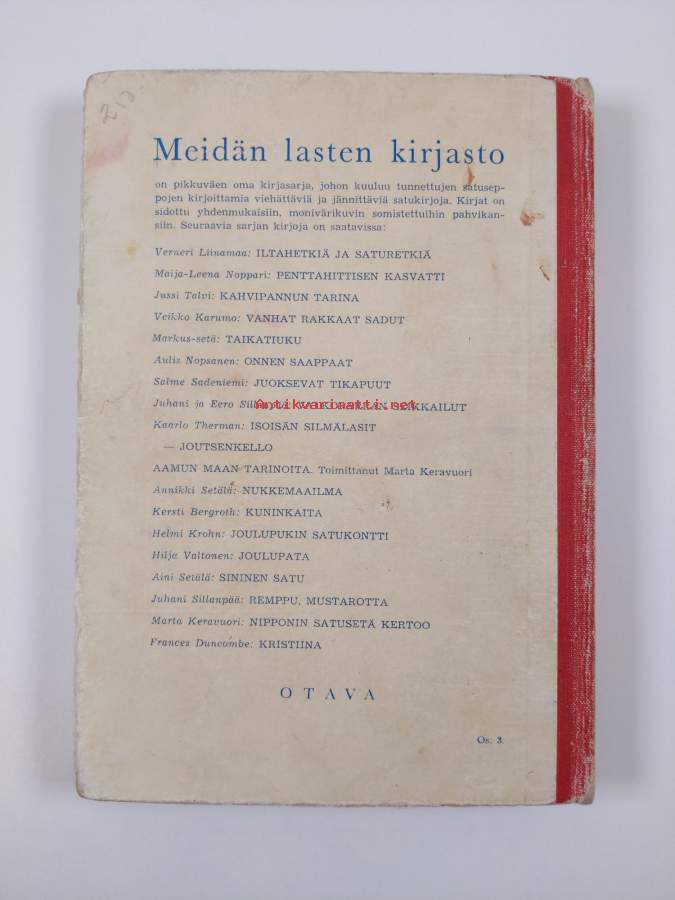 210
Meidän lasten kirjasto
on pikkuväen oma kirjasarja, johon kuuluu tunnettujen satusep-
pojen kirjoittamia viehättäviä ja jännittäviä satukirjoja. Kirjat on
sidottu yhdenmukaisiin, monivärikuvin somistettuihin pahvikan-
siin. Seuraavia sarjan kirjoja on saatavissa:
Verneri Liinamaa: ILTAHETKIÄ JA SATURETKIÄ
Maija-Leena Noppari: PENTTAHITTISEN KASVATTI
Jussi Talvi: KAHVIPANNUN TARINA
Veikko Karumo: VANHAT RAKKAAT SADUT
Markus-setä: TAIKATIUKU
Aulis Nopsanen: ONNEN SAAPPAAT
Salme Sadeniemi: JUOKSEVAT TIKAPUUT
Juhani ja Eero SEIKKAILUT
Antikvariaatti.net
Kaarlo Therman: ISOISÄN SILMÄLASIT
— JOUTSENKELLO
AAMUN MAAN TARINOITA. Toimittanut Marta Keravuori
Annikki Setälä: NUKKEMAAILMA
Kersti Bergroth: KUNINKAITA
Helmi Krohn: JOULUPUKIN SATUKONTTI
Hilja Valtonen: JOULUPATA
Aini Setälä: SININEN SATU
Juhani Sillanpää: REMPPU, MUSTAROTTA
Marta Keravuori: NIPPONIN SATUSETÄ KERTOO
Frances Duncombe: KRISTIINA
OTAVA
Os. 3.